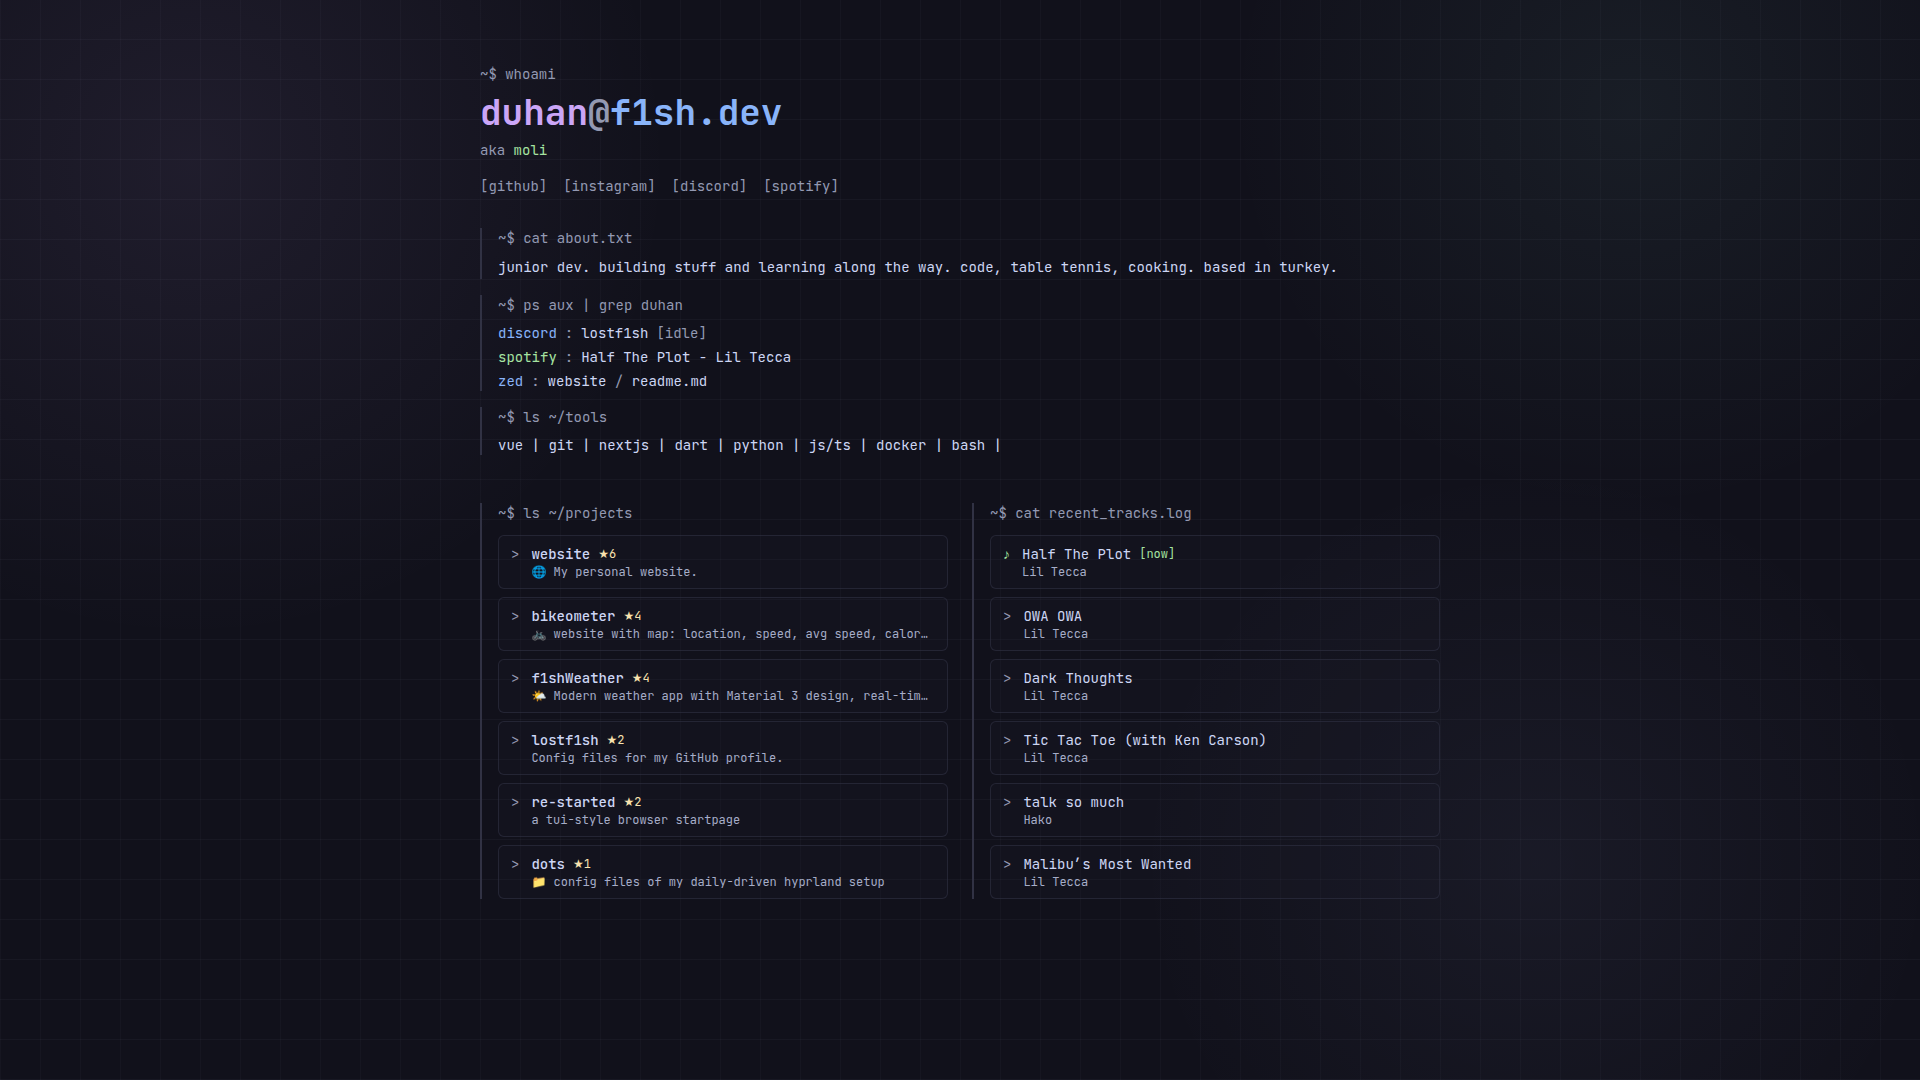 ~$ whoami
duhan@f1sh.dev
aka moli
[github] [instagram] [discord] [spotify]
~$ cat about.txt
junior dev. building stuff and learning along the way. code, table tennis, cooking. based in turkey.
~$ ps aux | grep duhan
discord : lostf1sh [idle]
spotify : Half The Plot - Lil Tecca
zed : website / readme.md
~$ ls ~/tools
vue | git | nextjs | dart | python | js/ts | docker | bash |
~$ ls ~/projects
> website ★6
🌐 My personal website.
> bikeometer ★4
🚲 website with map: location, speed, avg speed, calor…
> f1shWeather ★4
🌤️ Modern weather app with Material 3 design, real-tim…
> lostf1sh ★2
Config files for my GitHub profile.
> re-started ★2
a tui-style browser startpage
> dots ★1
📁 config files of my daily-driven hyprland setup
~$ cat recent_tracks.log
♪ Half The Plot [now]
Lil Tecca
> OWA OWA
Lil Tecca
> Dark Thoughts
Lil Tecca
> Tic Tac Toe (with Ken Carson)
Lil Tecca
> talk so much
Hako
> Malibu’s Most Wanted
Lil Tecca